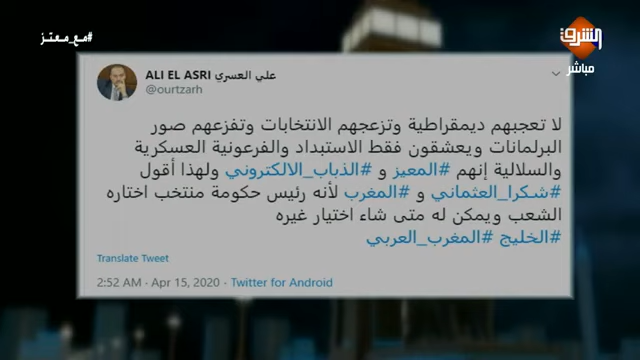 #مع_معتز
الشرق
مباشر
ALI EL ASRI علي العسري
@ourtzarh
لا تعجبهم ديمقراطية وتزعجهم الانتخابات وتفزعهم صور
البرلمانات ويعشقون فقط الاستبداد والفرعونية العسكرية
والسلالية إنهم #المعيز و #الذباب_الالكتروني ولهذا أقول
#شكرا_العثماني و #المغرب لأنه رئيس حكومة منتخب اختاره
الشعب ويمكن له متى شاء اختيار غيره
#الخليج #المغرب_العربي
Translate Tweet
2:52 AM · Apr 15, 2020 · Twitter for Android